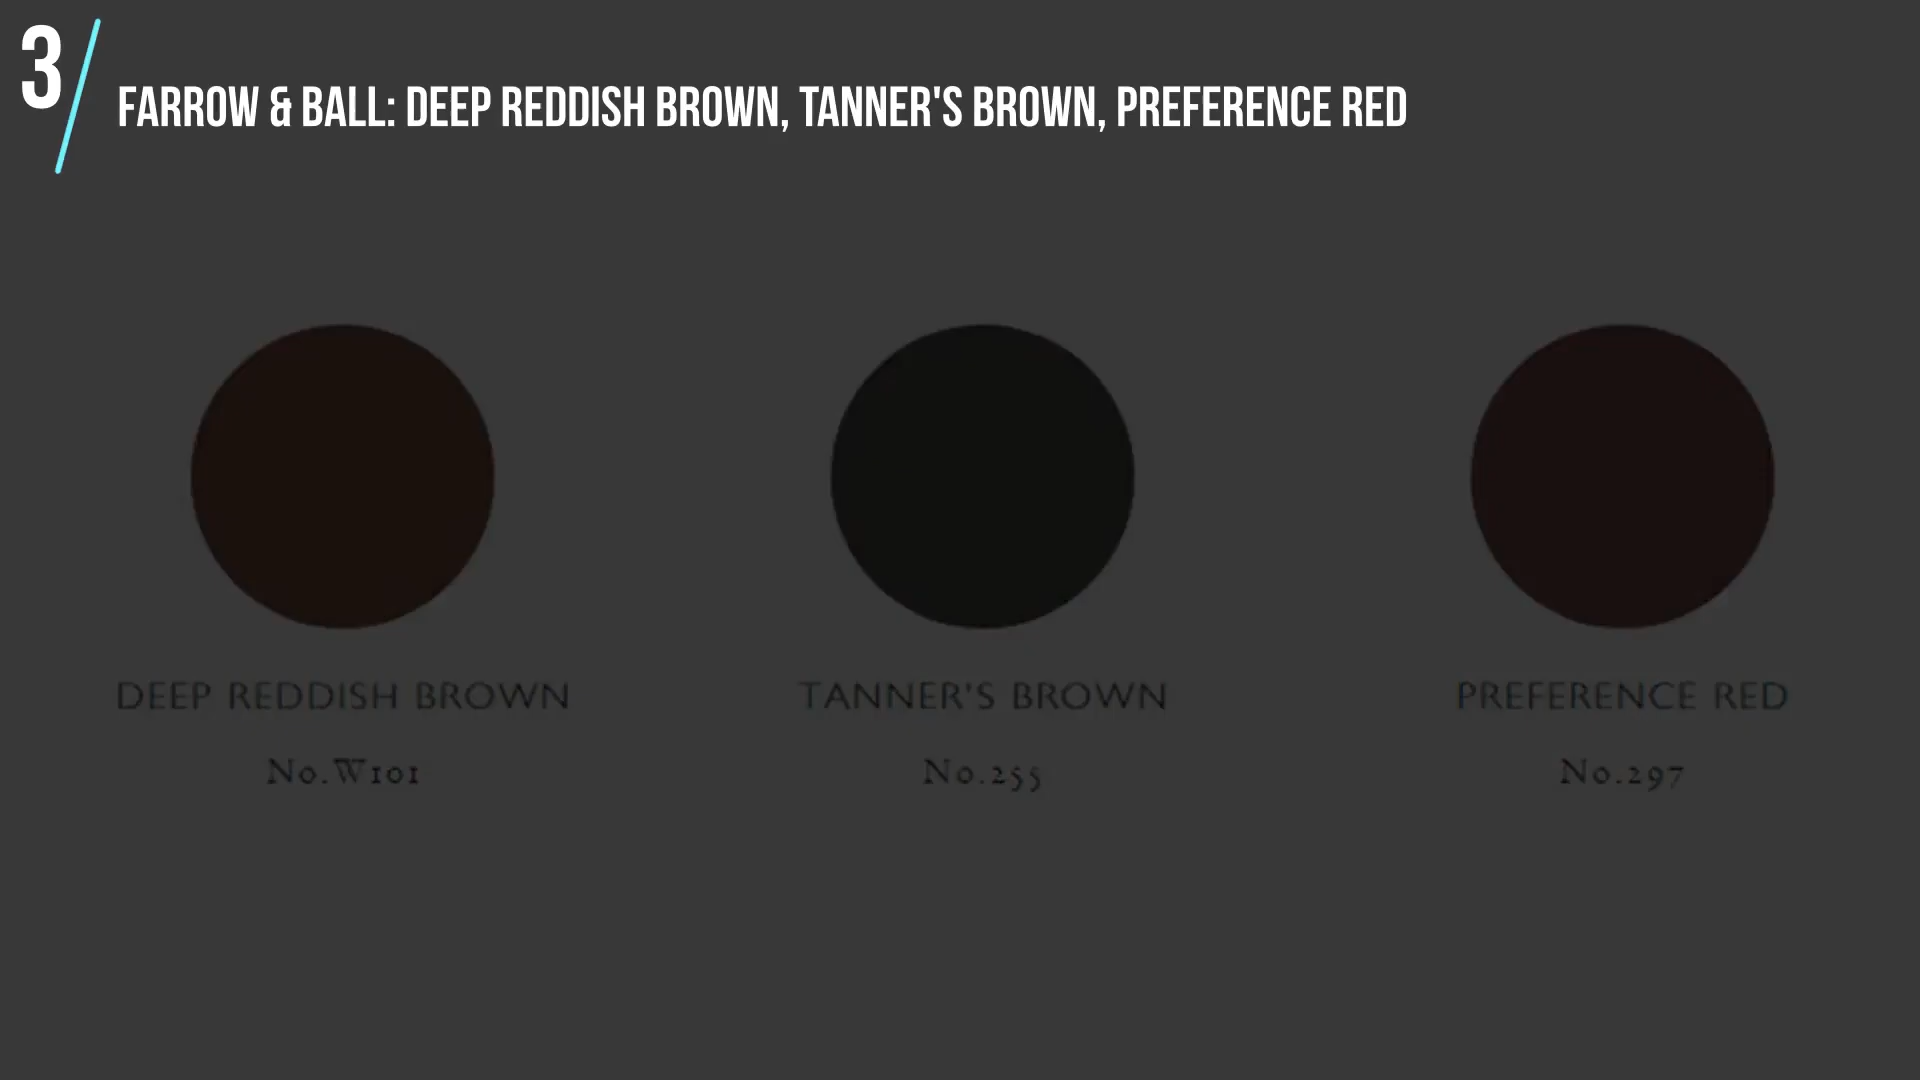 3
FARROW & BALL: DEEP REDDISH BROWN, TANNER'S BROWN, PREFERENCE RED
DEEP REDDISH BROWN
No.W101
TANNER'S BROWN
No.255
PREFERENCE RED
No.297